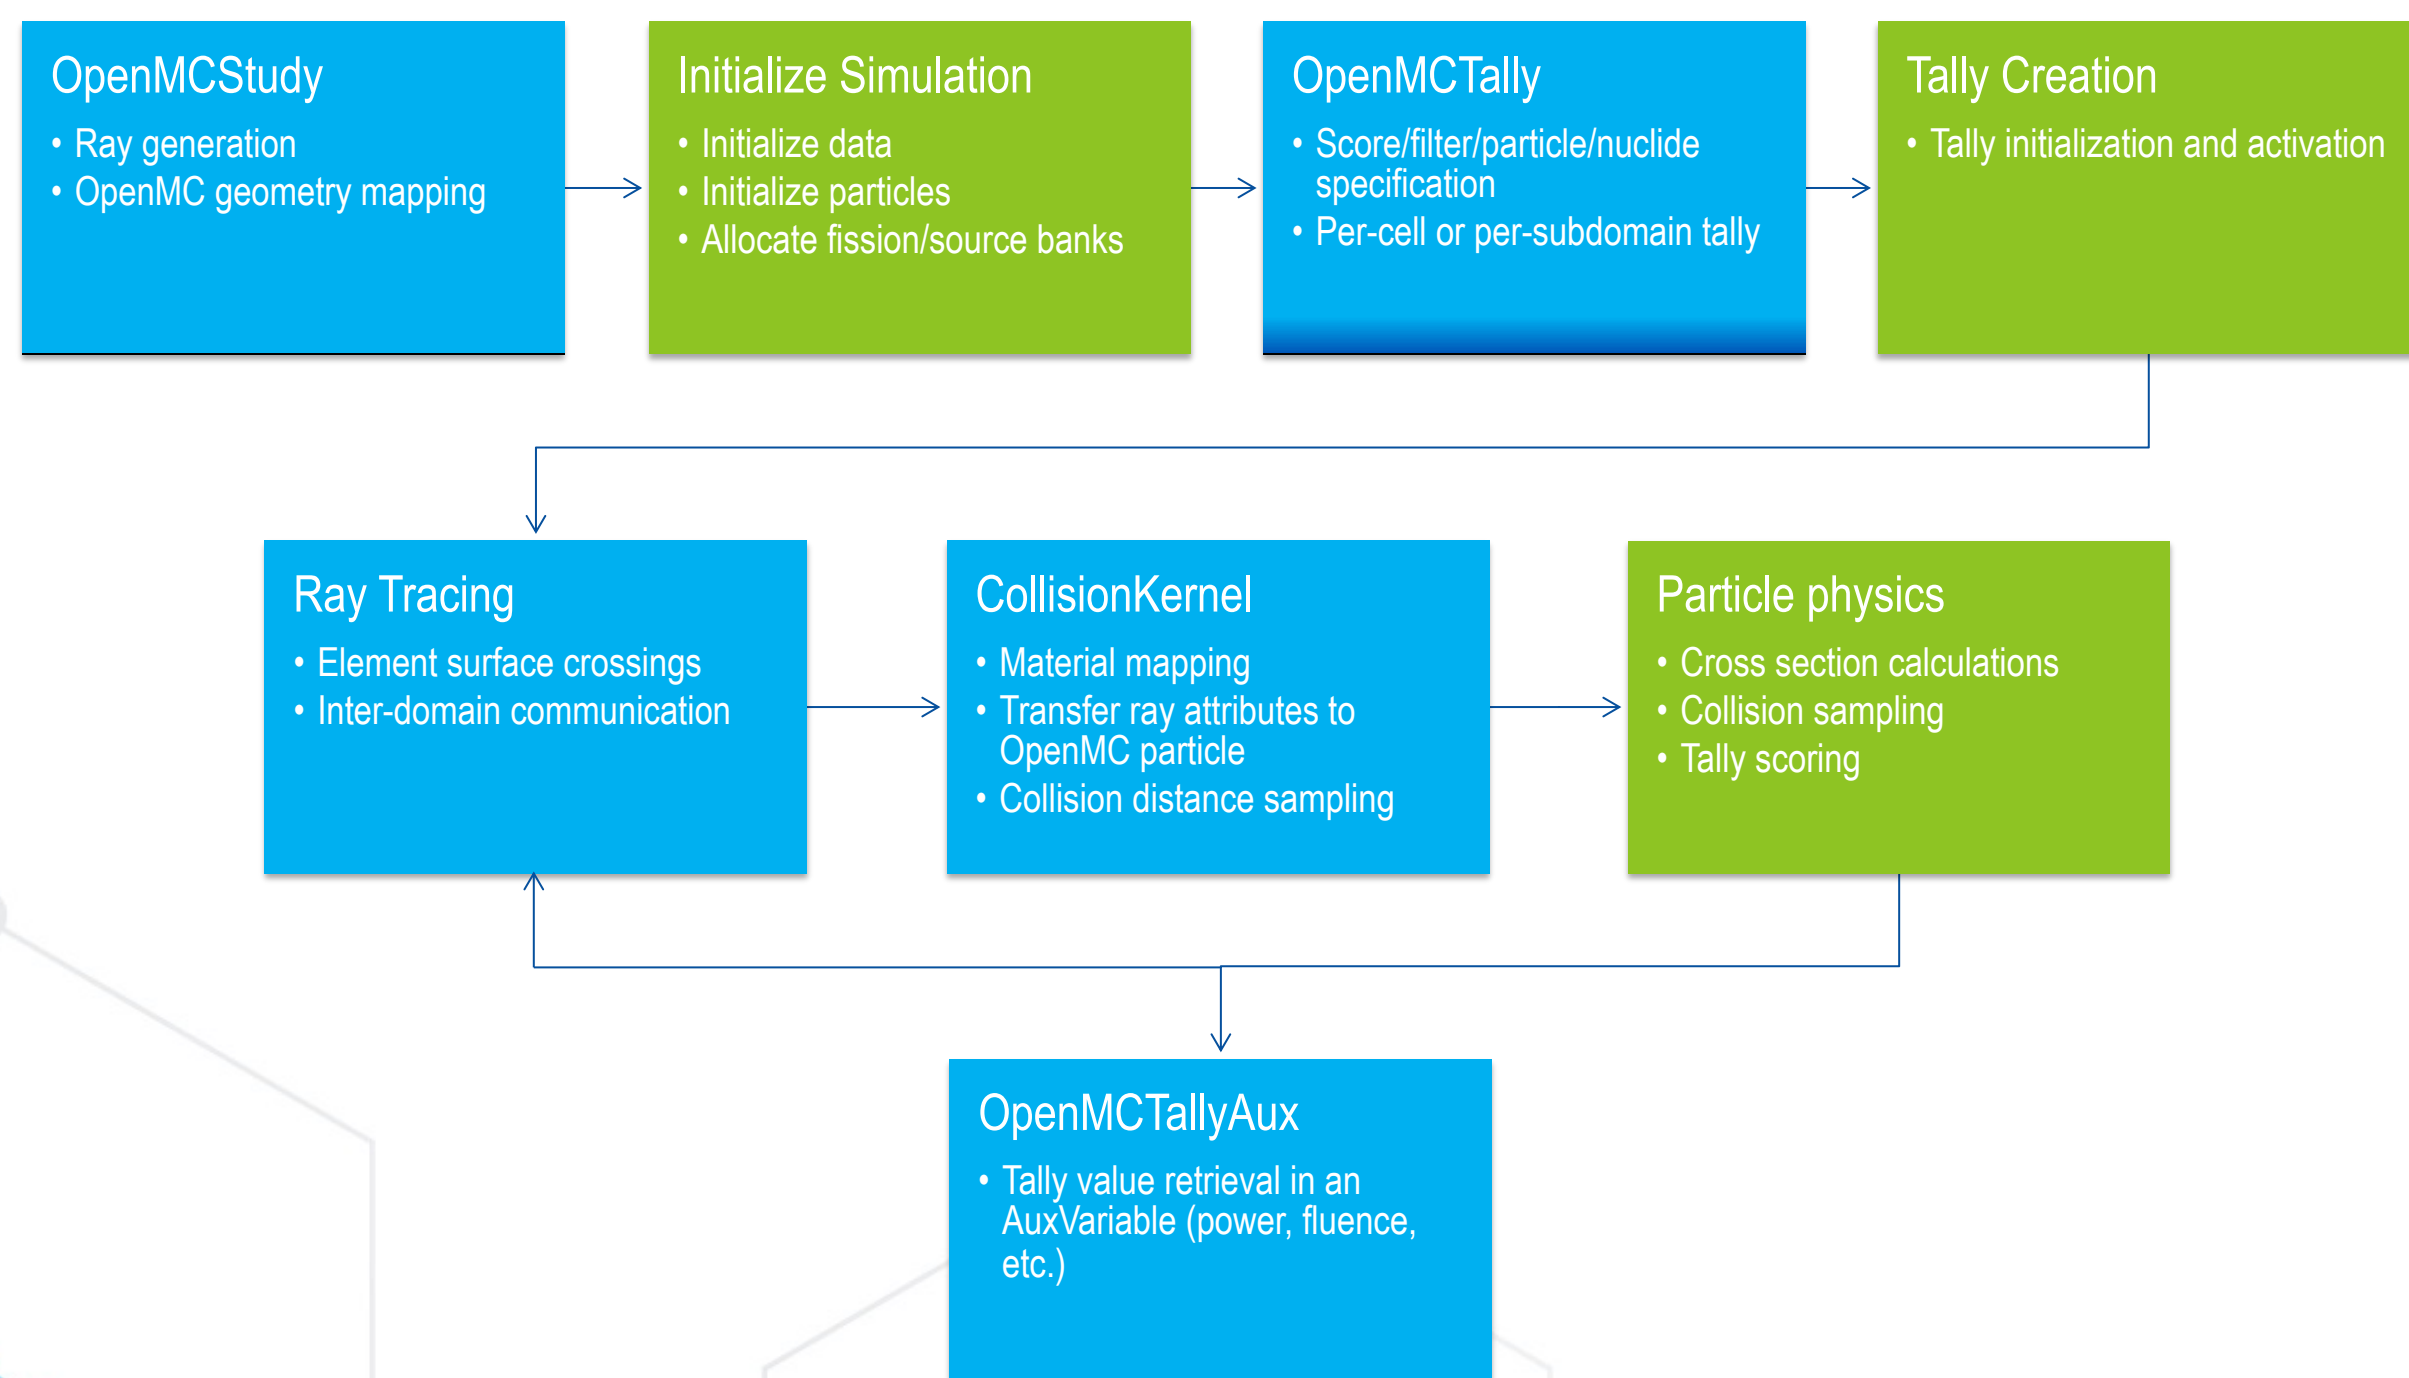 OpenMCStudy
• Ray generation
• OpenMC geometry mapping
Initialize Simulation
• Initialize data
• Initialize particles
• Allocate fission/source banks
OpenMCTally
• Score/filter/particle/nuclide
specification
• Per-cell or per-subdomain tally
Tally Creation
• Tally initialization and activation
Ray Tracing
• Element surface crossings
• Inter-domain communication
CollisionKernel
• Material mapping
• Transfer ray attributes to
OpenMC particle
• Collision distance sampling
Particle physics
• Cross section calculations
• Collision sampling
• Tally scoring
OpenMCTallyAux
• Tally value retrieval in an
AuxVariable (power, fluence,
etc.)